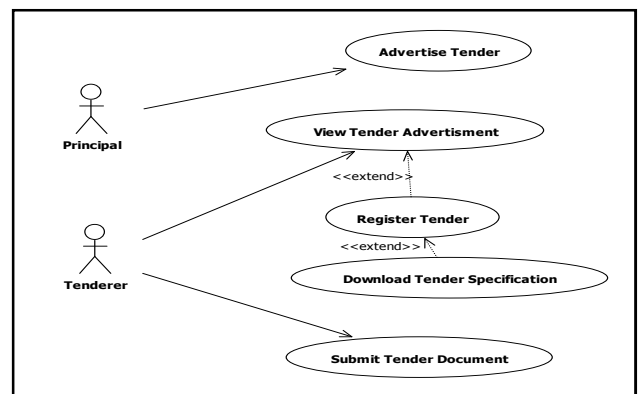 Advertise Tender
Principal
View Tender Advertisment
<<extend>>
Register Tender
<<extend>>
Download Tender Specification
Tenderer
Submit Tender Document